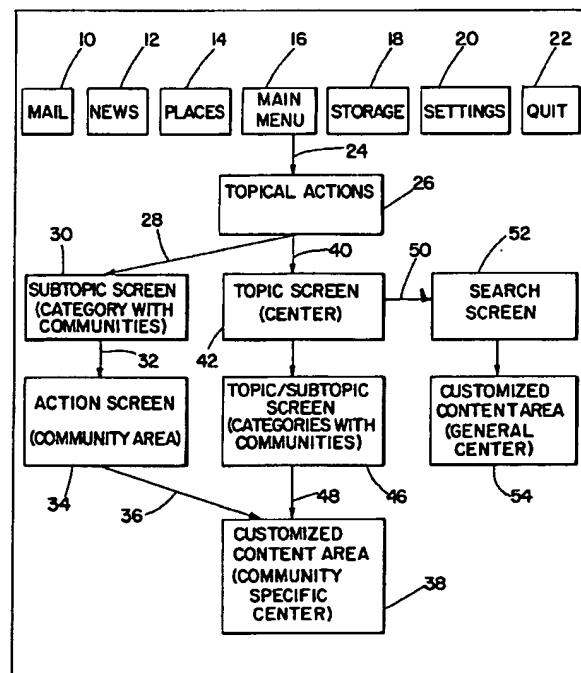 10 12 14 16 18 20 22
MAIL NEWS PLACES MAIN MENU STORAGE SETTINGS QUIT
24
TOPICAL ACTIONS
26
28
40
50
52
30
SUBTOPIC SCREEN
(CATEGORY WITH
COMMUNITIES)
TOPIC SCREEN
(CENTER)
SEARCH
SCREEN
32
42
ACTION SCREEN
(COMMUNITY AREA)
TOPIC/SUBTOPIC
SCREEN
(CATEGORIES WITH
COMMUNITIES)
CUSTOMIZED
CONTENT AREA
(GENERAL
CENTER)
34
36
48
46
54
CUSTOMIZED
CONTENT AREA
(COMMUNITY
SPECIFIC
CENTER)
38